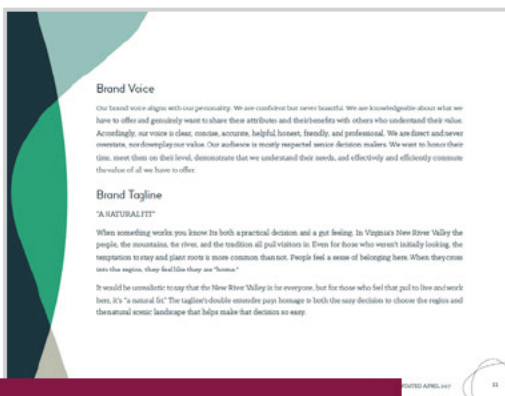 Brand Voice
Our brand voice aligns with our personality. We are confident but never boastful. We are knowledgeable about what we
have to offer and genuinely want to share these attributes and their benefits with others who understand their value.
Accordingly, our voice is clear, concise, accurate, helpful, honest, friendly, and professional. We are direct and never
overstate, nor downplay our value. Our audience is mostly respected senior decision makers. We want to honor their
time, meet them on their level, demonstrate that we understand their needs, and effectively and efficiently commute
the value of all we have to offer.
Brand Tagline
"A NATURAL FIT"
When something works you know. Its both a practical decision and a gut feeling. In Virginia's New River Valley the
people, the mountains, the river, and the tradition all pull visitors in. Even for those who weren't initially looking, the
temptation to stay and plant roots is more common than not. People feel a sense of belonging here. When they cross
into the region, they feel like they are "home."
It would be unrealistic to say that the New River Valley is for everyone, but for those who feel that pull to live and work
here, it's "a natural fit." The tagline's double entendre pays homage to both the easy decision to choose the region and
the natural scenic landscape that helps make that decision so easy.
APRIL 2017